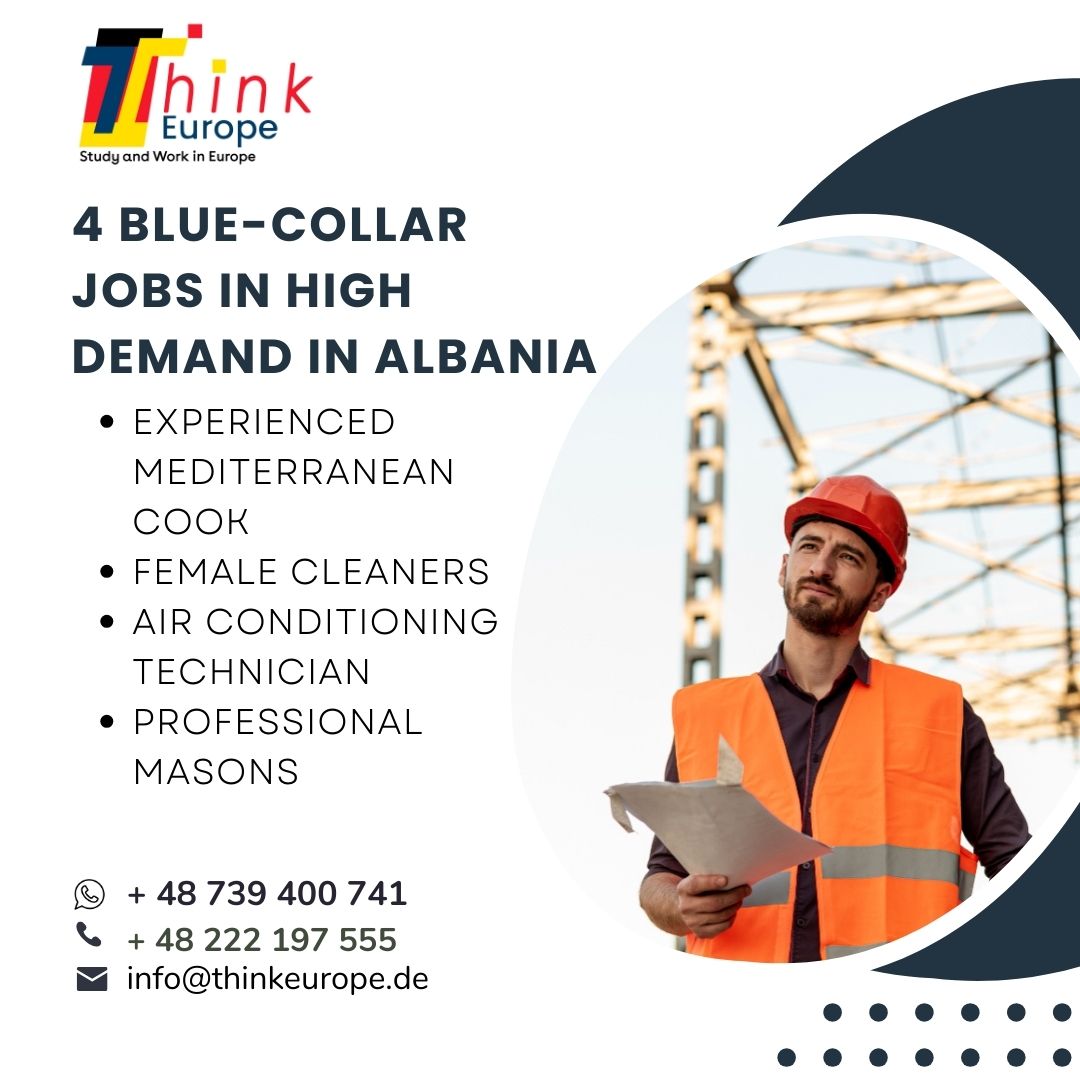 Think
Europe
Study and Work in Europe
4 BLUE-COLLAR
JOBS IN HIGH
DEMAND IN ALBANIA
• EXPERIENCED
MEDITERRANEAN
COOK
• FEMALE CLEANERS
• AIR CONDITIONING
TECHNICIAN
• PROFESSIONAL
MASONS
+ 48 739 400 741
+ 48 222 197 555
info@thinkeurope.de